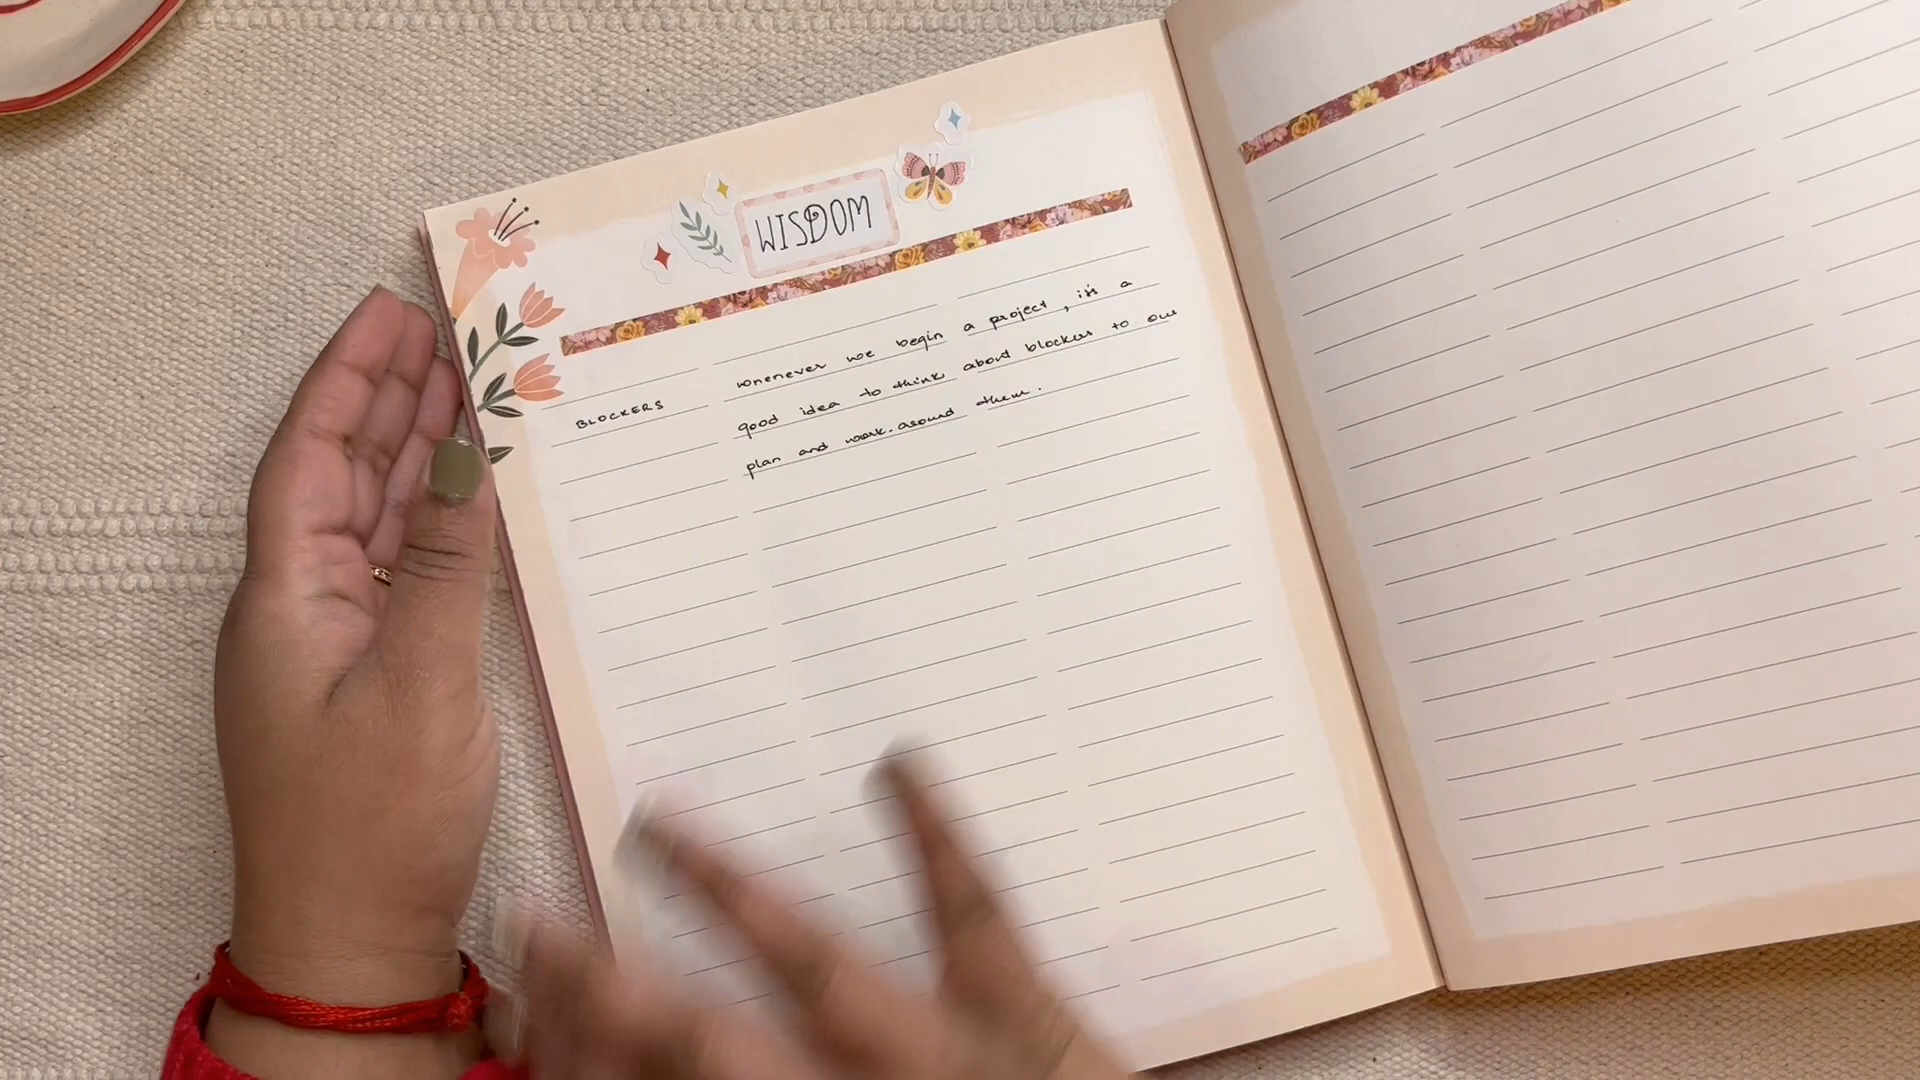 WISDOM
BLOCKERS
whenever we begin a project, it's a
good idea to think about blockers to our
plan and work around them.